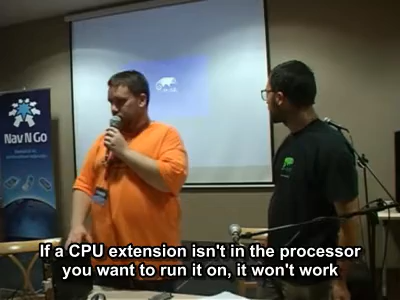 Nav N Go
If a CPU extension isn't in the processor
you want to run it on, it won't work